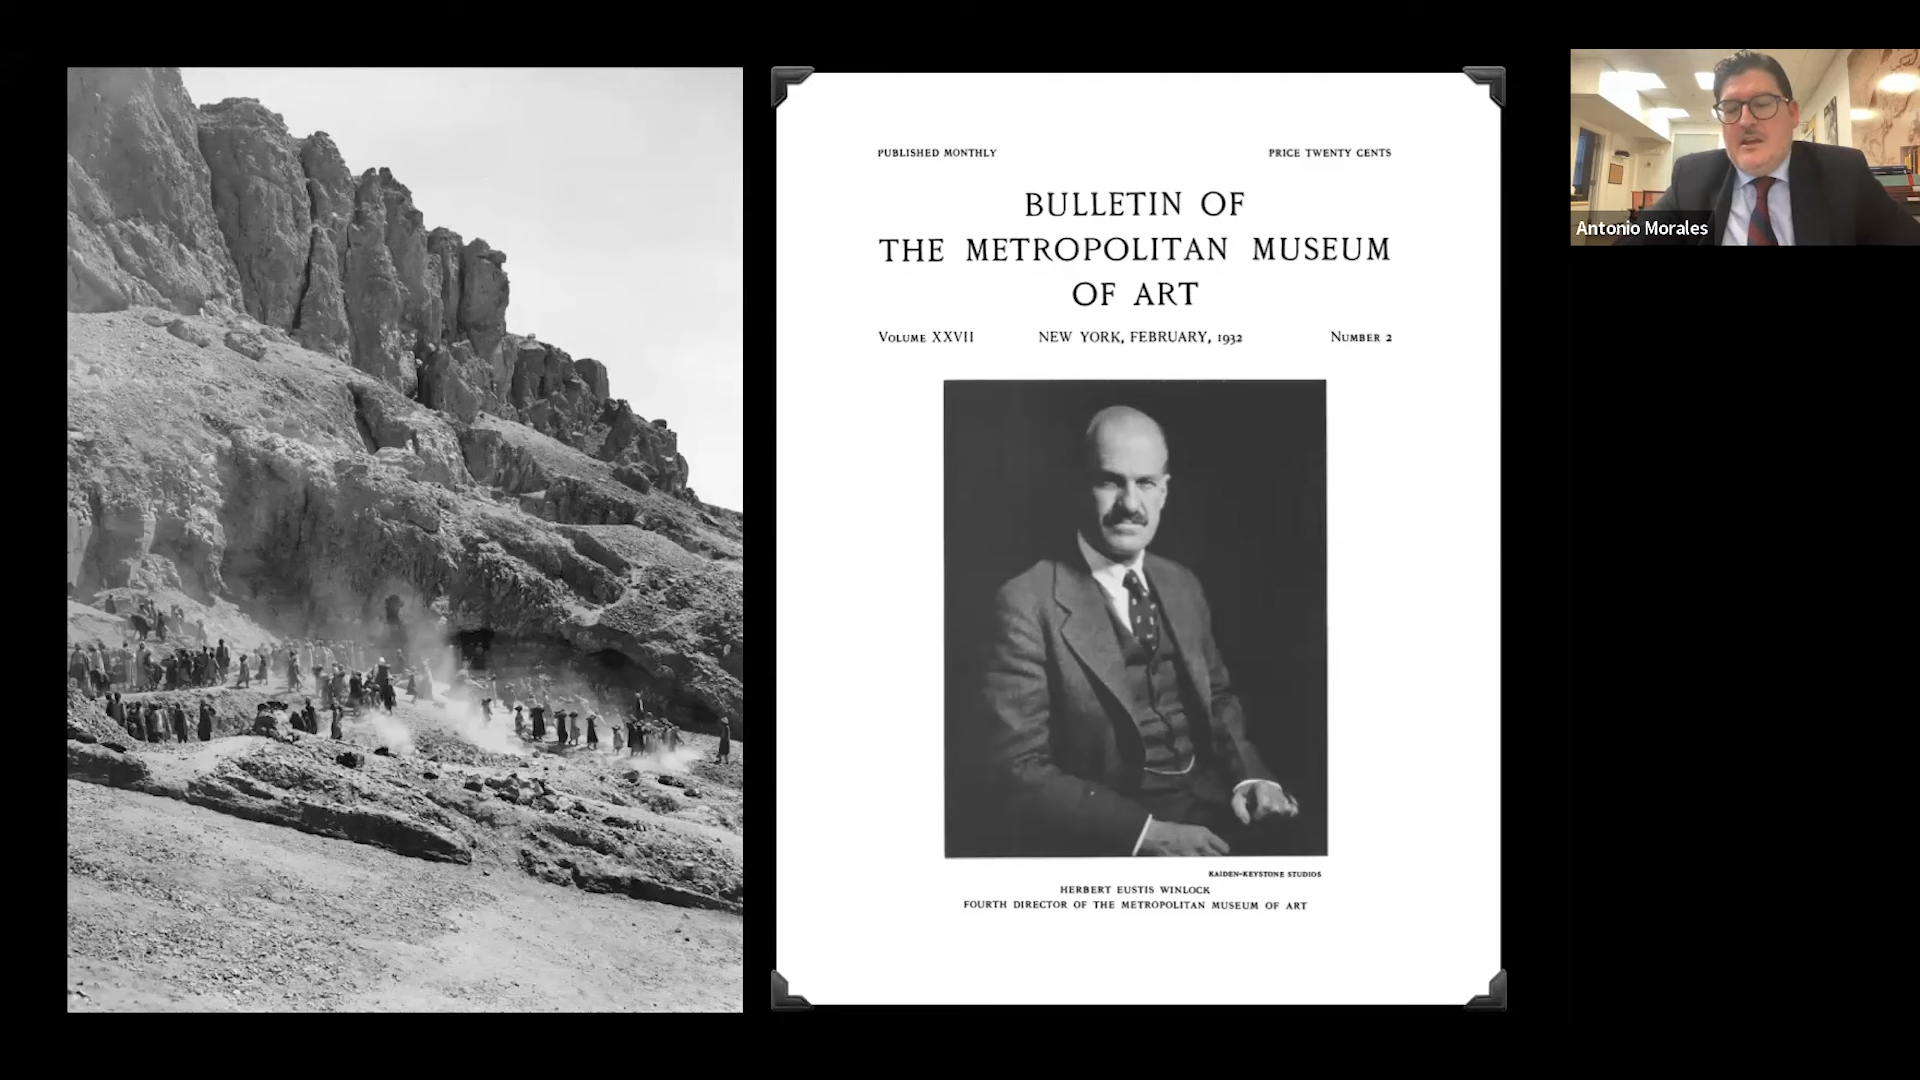 PUBLISHED MONTHLY
PRICE TWENTY CENTS
BULLETIN OF
THE METROPOLITAN MUSEUM
OF ART
VOLUME XXVII
NEW YORK, FEBRUARY, 1932
NUMBER 2
KAIDEN-KEYSTONE STUDIOS
HERBERT EUSTIS WINLOCK
FOURTH DIRECTOR OF THE METROPOLITAN MUSEUM OF ART
Antonio Morales